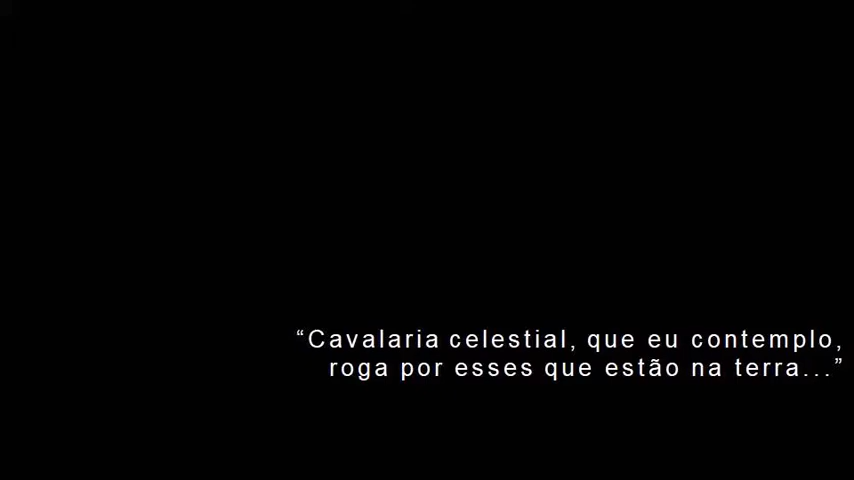 “Cavalaria celestial, que eu contemplo,
roga por esses que estão na terra...”